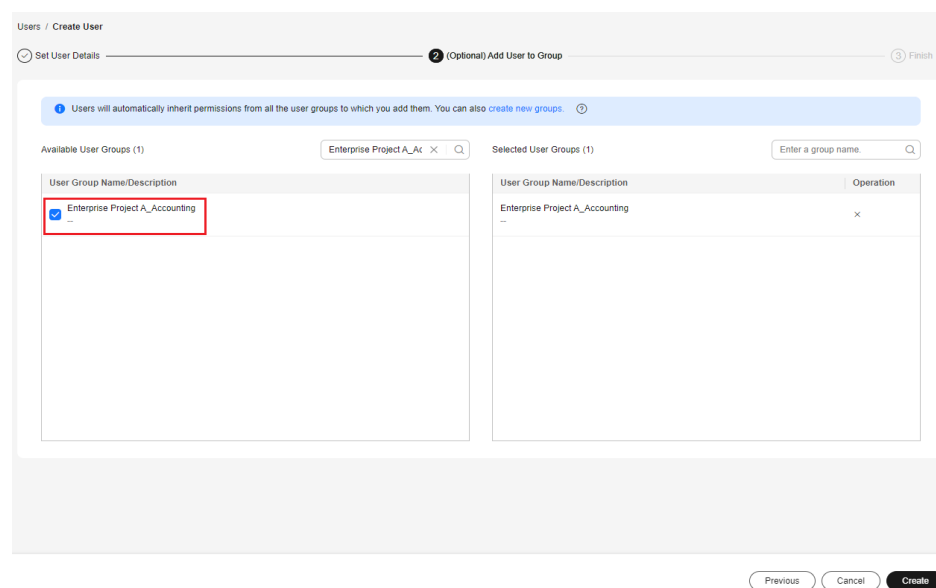 Users / Create User
Set User Details
2 (Optional) Add User to Group
3 Finish
Users will automatically inherit permissions from all the user groups to which you add them. You can also create new groups.
Available User Groups (1)
Enterprise Project A_Ac
Selected User Groups (1)
Enter a group name.
User Group Name/Description
User Group Name/Description
Operation
Enterprise Project A_Accounting
--
Enterprise Project A_Accounting
--
Previous
Cancel
Create